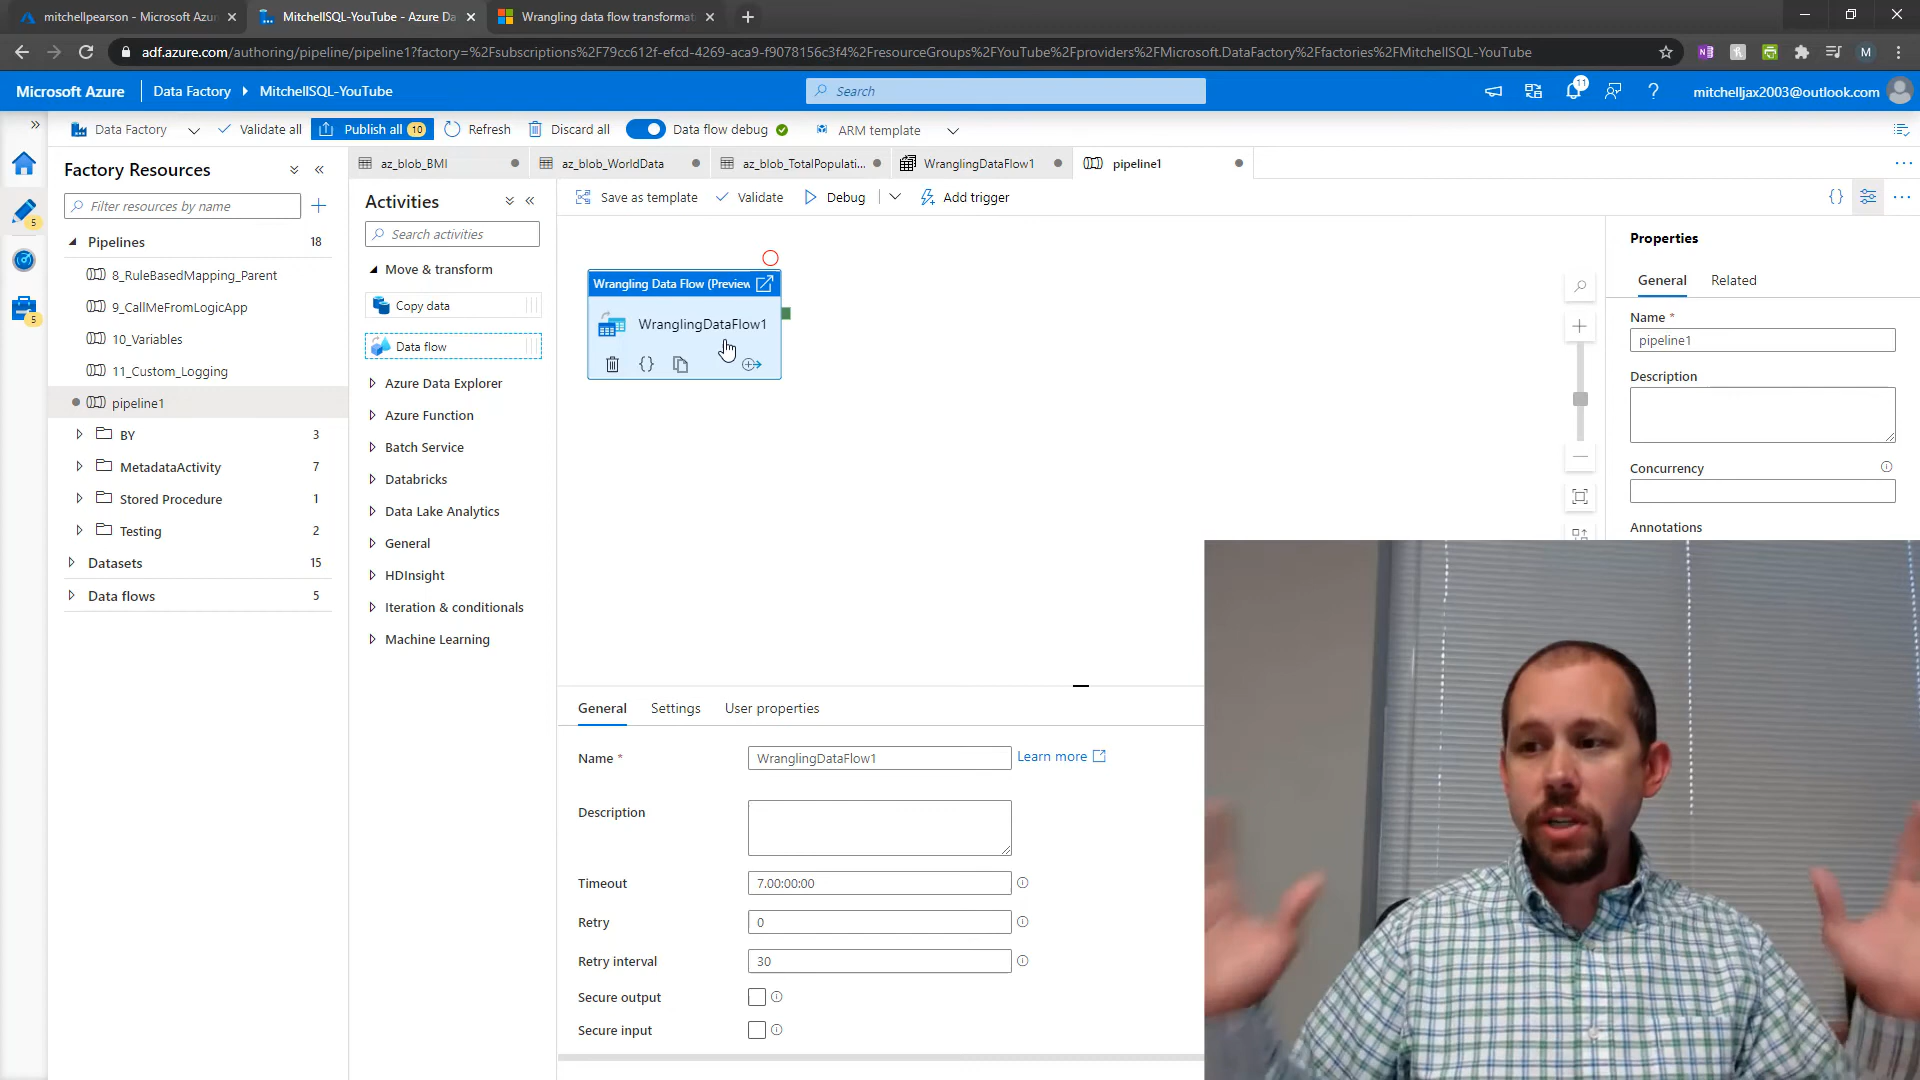 mitchellpearson - Microsoft Azur
MitchellSQL-YouTube - Azure Da
Wrangling data flow transformat
adf.azure.com/authoring/pipeline/pipeline1?factory=%2Fsubscriptions%2F79cc612f-efcd-4269-aca9-f9078156c3f4%2FresourceGroups%2FYouTube%2Fproviders%2FMicrosoft.DataFactory%2Ffactories%2FMitchellSQL-YouTube
M
Microsoft Azure
Data Factory
MitchellSQL-YouTube
Search
11
?
mitchelljax2003@outlook.com
Data Factory
Validate all
Publish all 10
Refresh
Discard all
Data flow debug
ARM template
Factory Resources
az_blob_BMI
az_blob_WorldData
az_blob_TotalPopulati...
WranglingDataFlow1
pipeline1
Filter resources by name
Activities
Save as template
Validate
Debug
Add trigger
{}
5
Pipelines 18
Search activities
Properties
8_RuleBasedMapping_Parent
Move & transform
Wrangling Data Flow (Preview
General
Related
9_CallMeFromLogicApp
Copy data
WranglingDataFlow1
Name *
5
10_Variables
Data flow
{}
pipeline1
11_Custom_Logging
Azure Data Explorer
Description
pipeline1
Azure Function
BY 3
Batch Service
MetadataActivity 7
Databricks
Concurrency
Stored Procedure 1
Data Lake Analytics
Testing 2
General
Annotations
Datasets 15
HDInsight
Data flows 5
Iteration & conditionals
Machine Learning
General
Settings
User properties
Name *
WranglingDataFlow1
Learn more
Description
Timeout
7.00:00:00
Retry
0
Retry interval
30
Secure output
Secure input